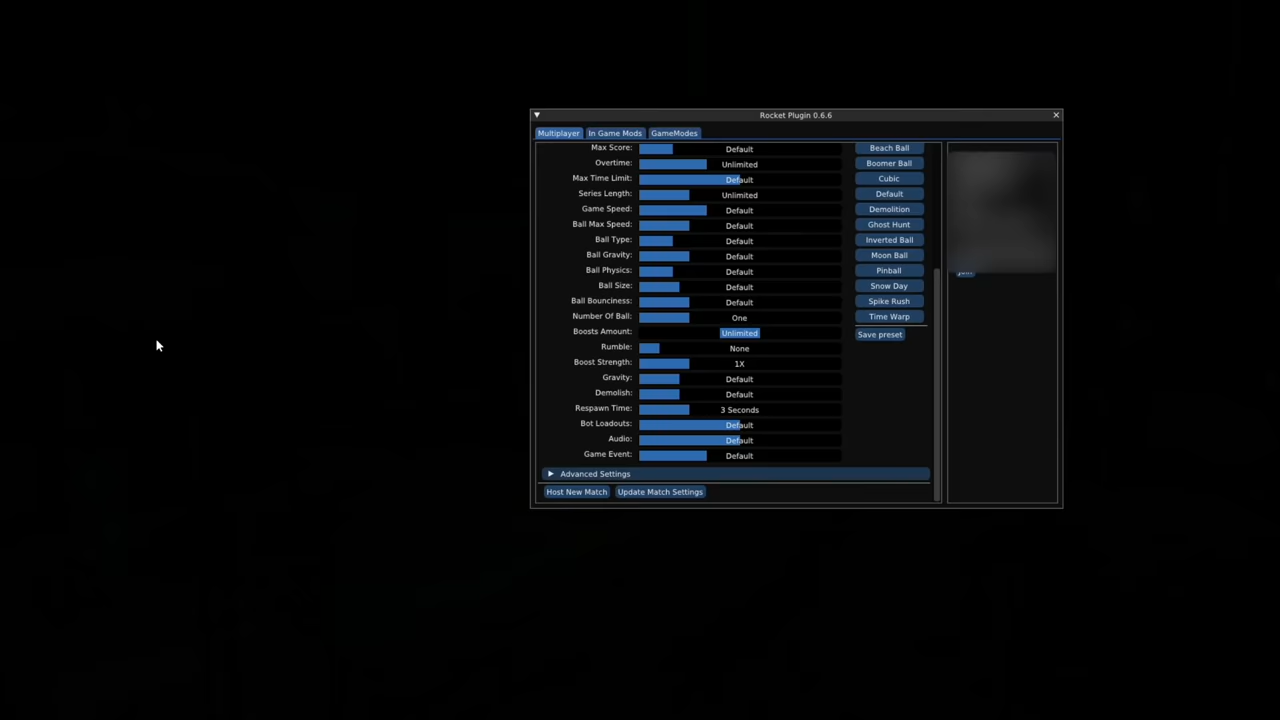 Rocket Plugin 0.6.6
Multiplayer In Game Mods GameModes
Max Score: Default
Overtime: Unlimited
Max Time Limit: Default
Series Length: Unlimited
Game Speed: Default
Ball Max Speed: Default
Ball Type: Default
Ball Gravity: Default
Ball Physics: Default
Ball Size: Default
Ball Bounciness: Default
Number Of Ball: One
Boosts Amount: Unlimited
Rumble: None
Boost Strength: 1X
Gravity: Default
Demolish: Default
Respawn Time: 3 Seconds
Bot Loadouts: Default
Audio: Default
Game Event: Default
Advanced Settings
Host New Match Update Match Settings
Beach Ball
Boomer Ball
Cubic
Default
Demolition
Ghost Hunt
Inverted Ball
Moon Ball
Pinball
Snow Day
Spike Rush
Time Warp
Save preset